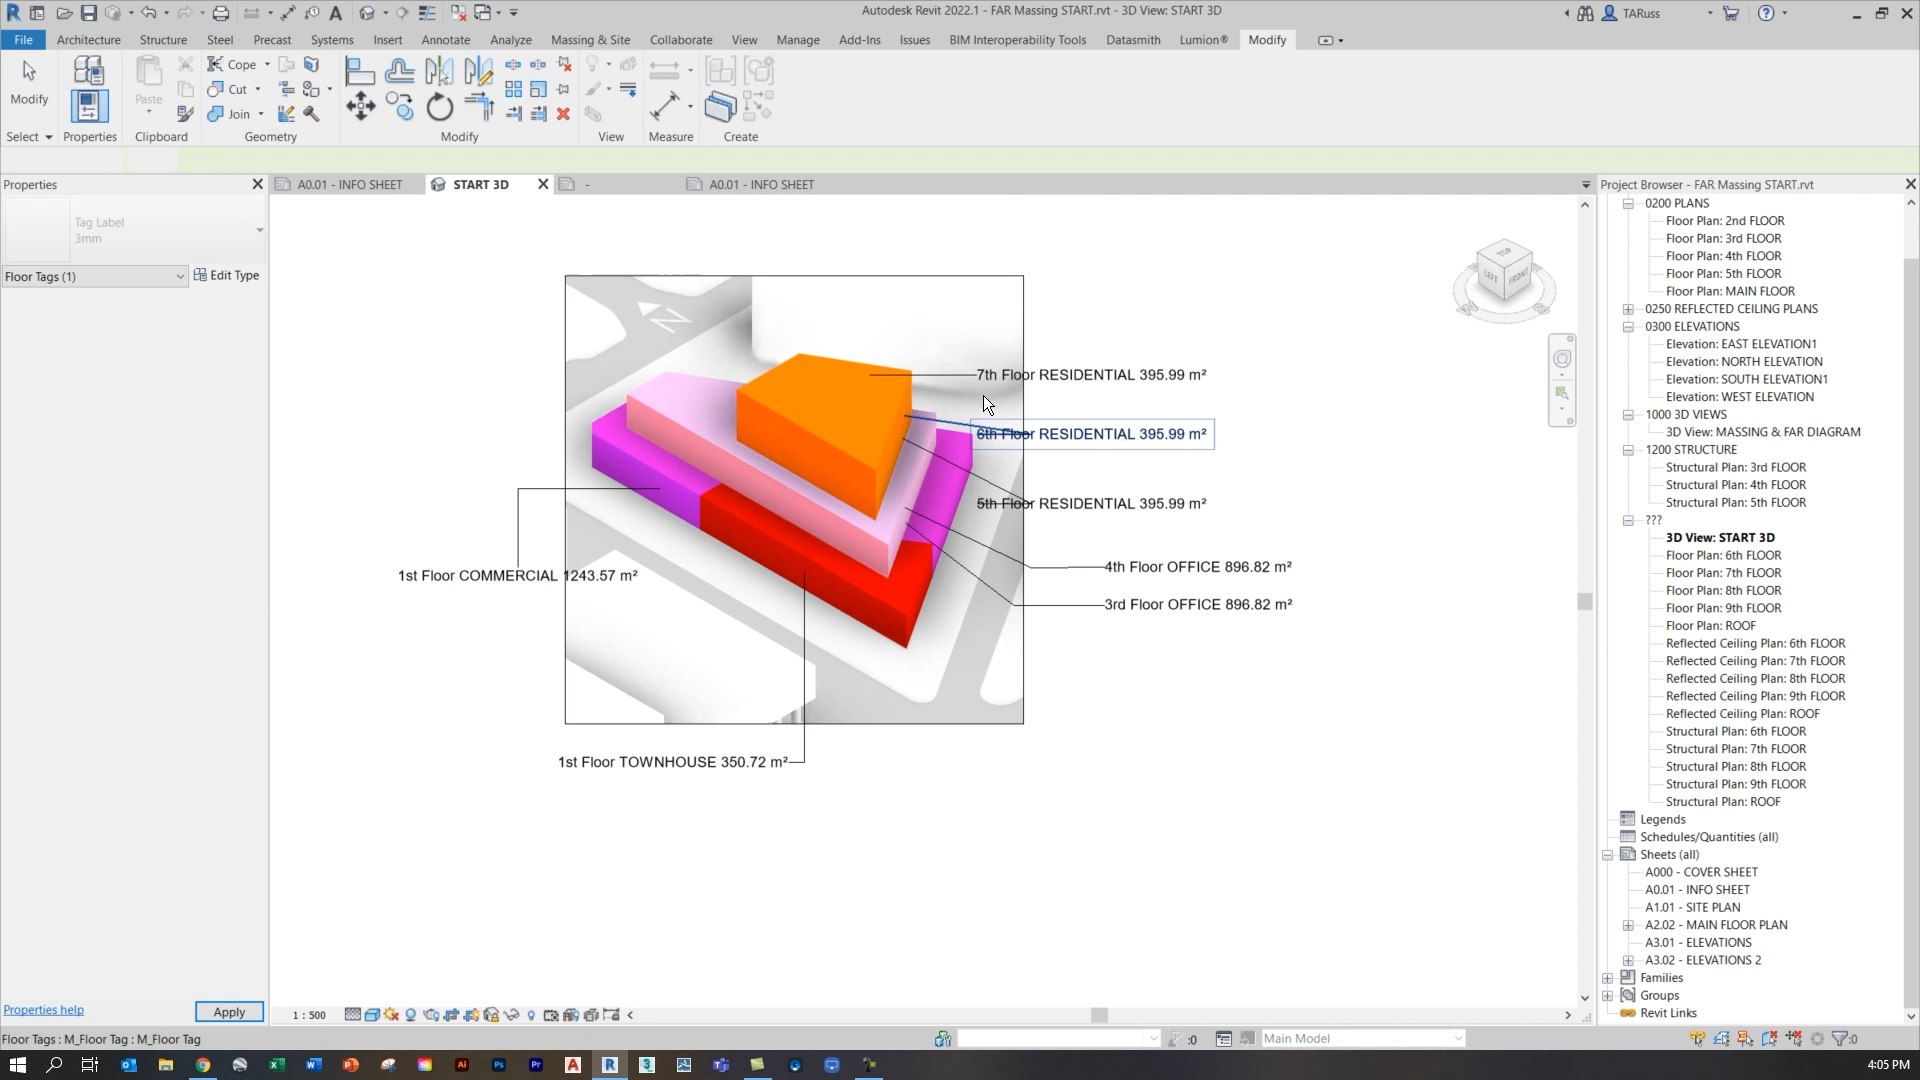 Autodesk Revit 2022.1 - FAR Massing START.rvt - 3D View: START 3D
TARuss
File Architecture Structure Steel Precast Systems Insert Annotate Analyze Massing & Site Collaborate View Manage Add-Ins Issues BIM Interoperability Tools Datasmith Lumion® Modify
Modify
Paste
Cope
Cut
Join
Select Properties Clipboard Geometry Modify View Measure Create
Properties
A0.01 - INFO SHEET
START 3D
-
A0.01 - INFO SHEET
Project Browser - FAR Massing START.rvt
Tag Label
3mm
Floor Tags (1)
Edit Type
Properties help
Apply
TOP
LEFT
FRONT
7th Floor RESIDENTIAL 395.99 m²
6th Floor RESIDENTIAL 395.99 m²
5th Floor RESIDENTIAL 395.99 m²
4th Floor OFFICE 896.82 m²
3rd Floor OFFICE 896.82 m²
1st Floor COMMERCIAL 1243.57 m²
1st Floor TOWNHOUSE 350.72 m²
0200 PLANS
Floor Plan: 2nd FLOOR
Floor Plan: 3rd FLOOR
Floor Plan: 4th FLOOR
Floor Plan: 5th FLOOR
Floor Plan: MAIN FLOOR
0250 REFLECTED CEILING PLANS
0300 ELEVATIONS
Elevation: EAST ELEVATION1
Elevation: NORTH ELEVATION
Elevation: SOUTH ELEVATION1
Elevation: WEST ELEVATION
1000 3D VIEWS
3D View: MASSING & FAR DIAGRAM
1200 STRUCTURE
Structural Plan: 3rd FLOOR
Structural Plan: 4th FLOOR
Structural Plan: 5th FLOOR
???
3D View: START 3D
Floor Plan: 6th FLOOR
Floor Plan: 7th FLOOR
Floor Plan: 8th FLOOR
Floor Plan: 9th FLOOR
Floor Plan: ROOF
Reflected Ceiling Plan: 6th FLOOR
Reflected Ceiling Plan: 7th FLOOR
Reflected Ceiling Plan: 8th FLOOR
Reflected Ceiling Plan: 9th FLOOR
Reflected Ceiling Plan: ROOF
Structural Plan: 6th FLOOR
Structural Plan: 7th FLOOR
Structural Plan: 8th FLOOR
Structural Plan: 9th FLOOR
Structural Plan: ROOF
Legends
Schedules/Quantities (all)
Sheets (all)
A000 - COVER SHEET
A0.01 - INFO SHEET
A1.01 - SITE PLAN
A2.02 - MAIN FLOOR PLAN
A3.01 - ELEVATIONS
A3.02 - ELEVATIONS 2
Families
Groups
Revit Links
1 : 500
Floor Tags : M_Floor Tag : M_Floor Tag
:0
Main Model
:0
4:05 PM